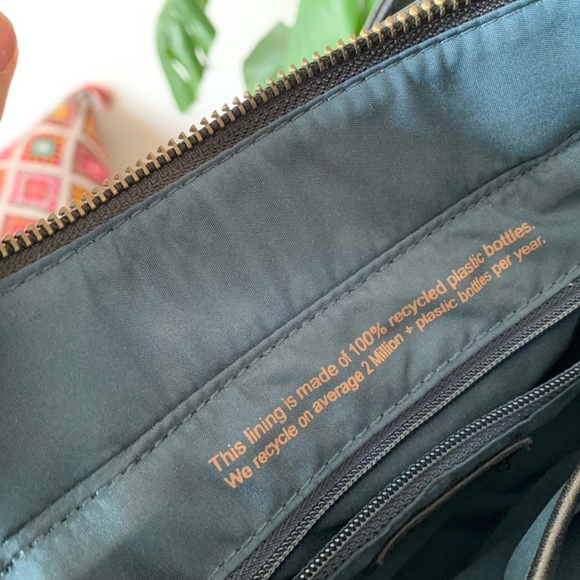 This lining is made of 100% recycled plastic bottles.
We recycle on average 2 Million + plastic bottles per year.